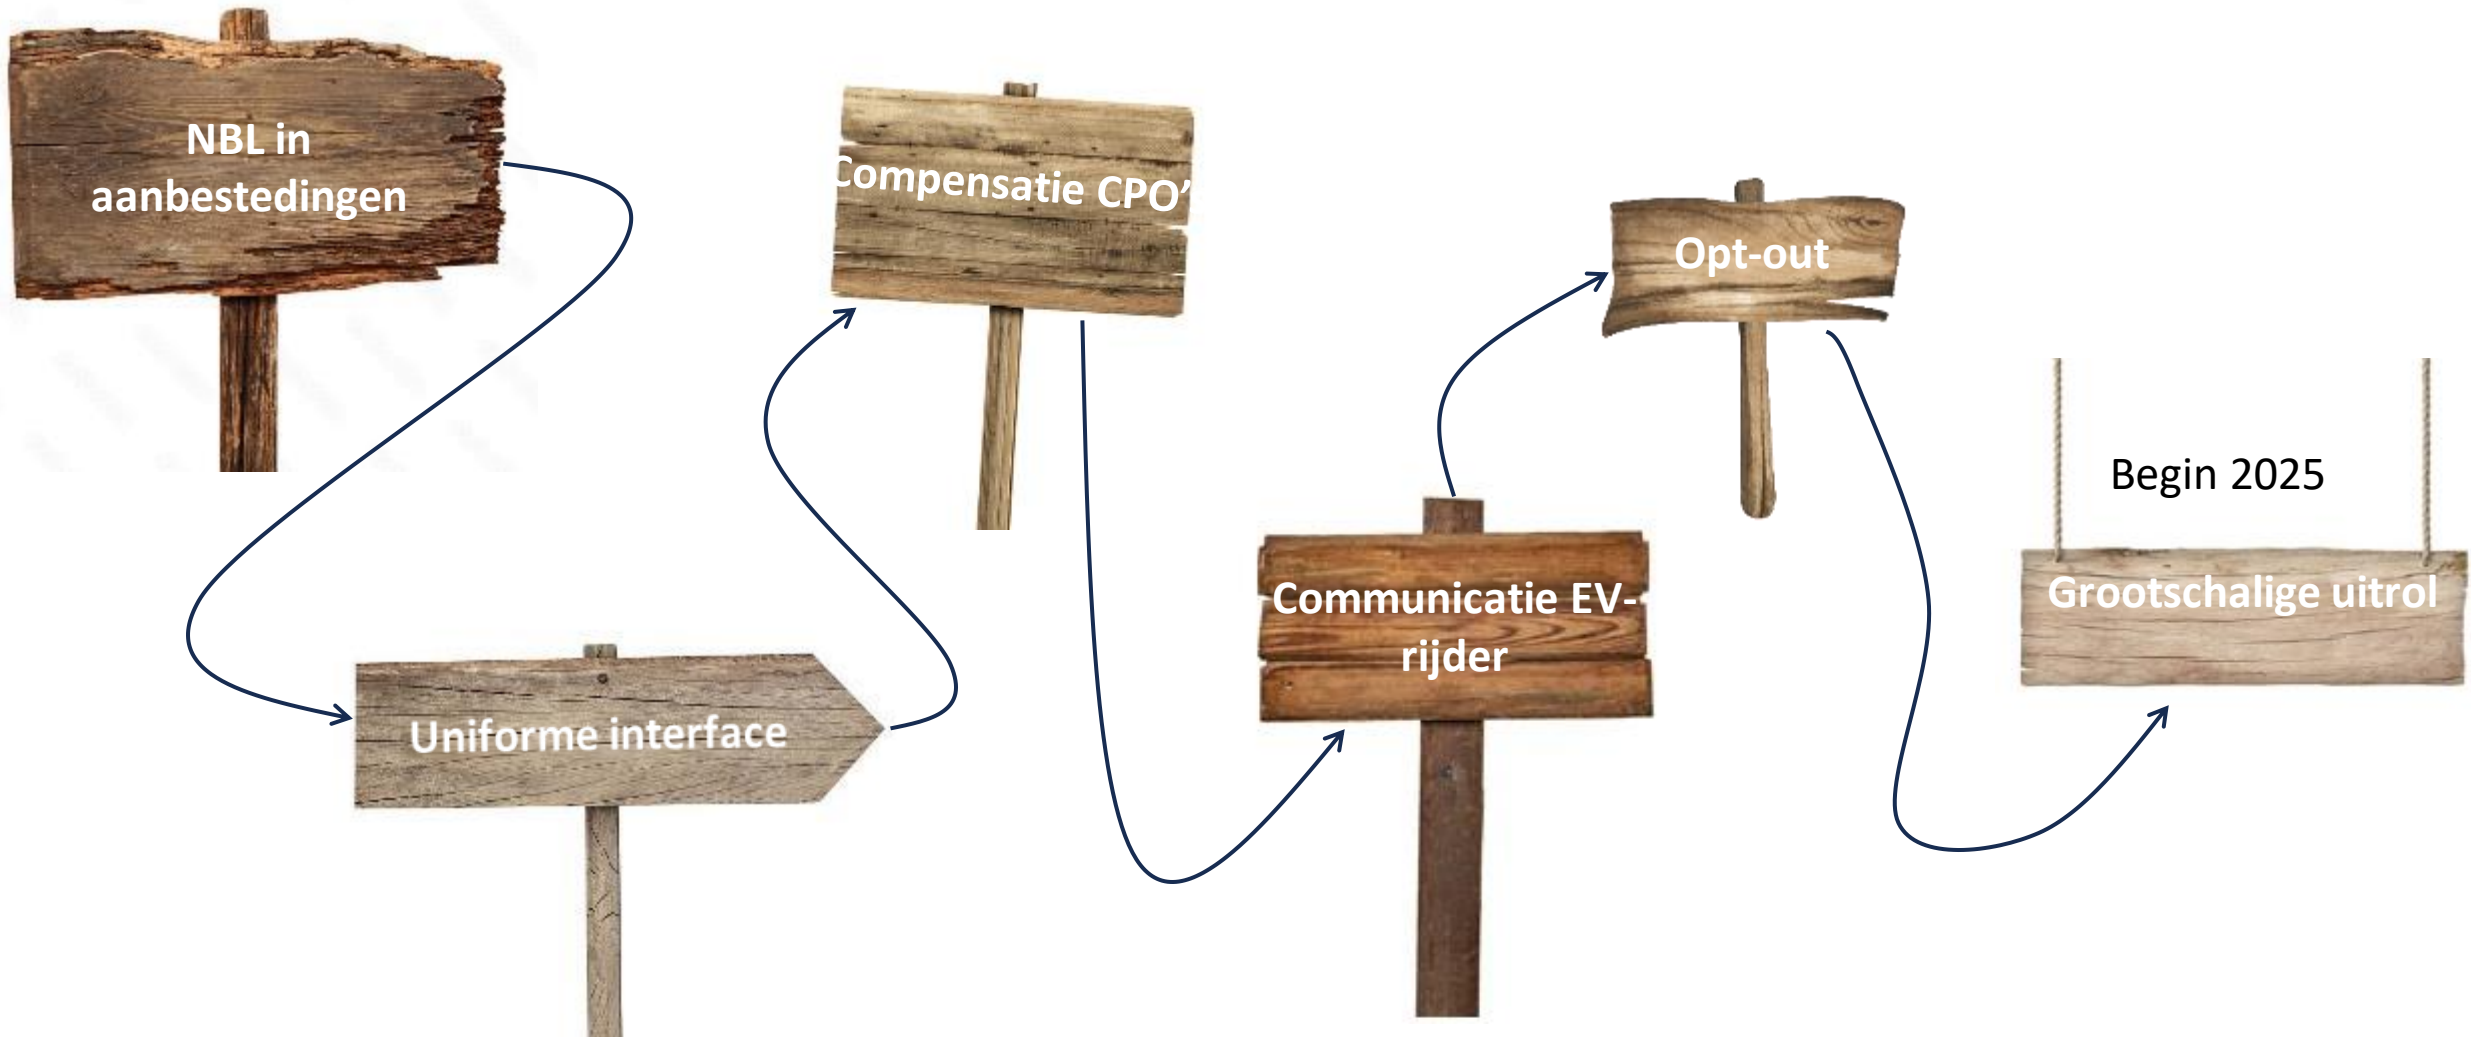 NBL in
aanbestedingen
Uniforme interface
Compensatie CPO'
Communicatie EV-
rijder
Opt-out
Begin 2025
Grootschalige uitrol